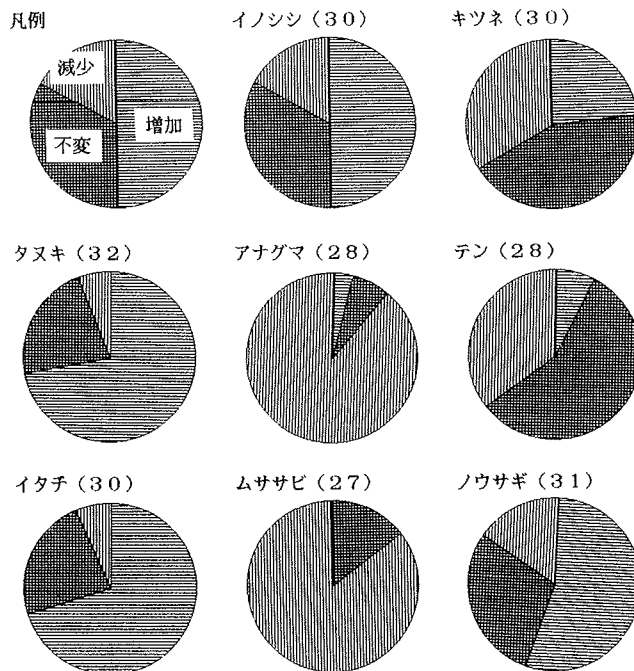 凡例
イノシシ（３０）
キツネ（３０）
減少
不変
増加
タヌキ（３２）
アナグマ（２８）
テン（２８）
イタチ（３０）
ムササビ（２７）
ノウサギ（３１）